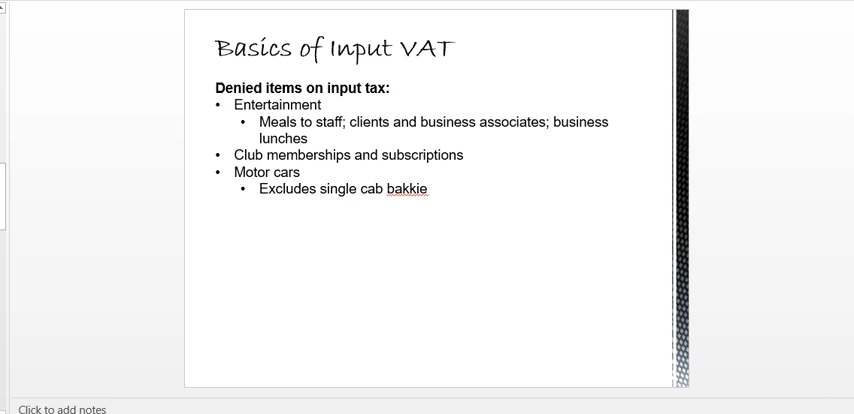 Basics of Input VAT
Denied items on input tax:
• Entertainment
• Meals to staff; clients and business associates; business
lunches
• Club memberships and subscriptions
• Motor cars
• Excludes single cab bakkie
Click to add notes